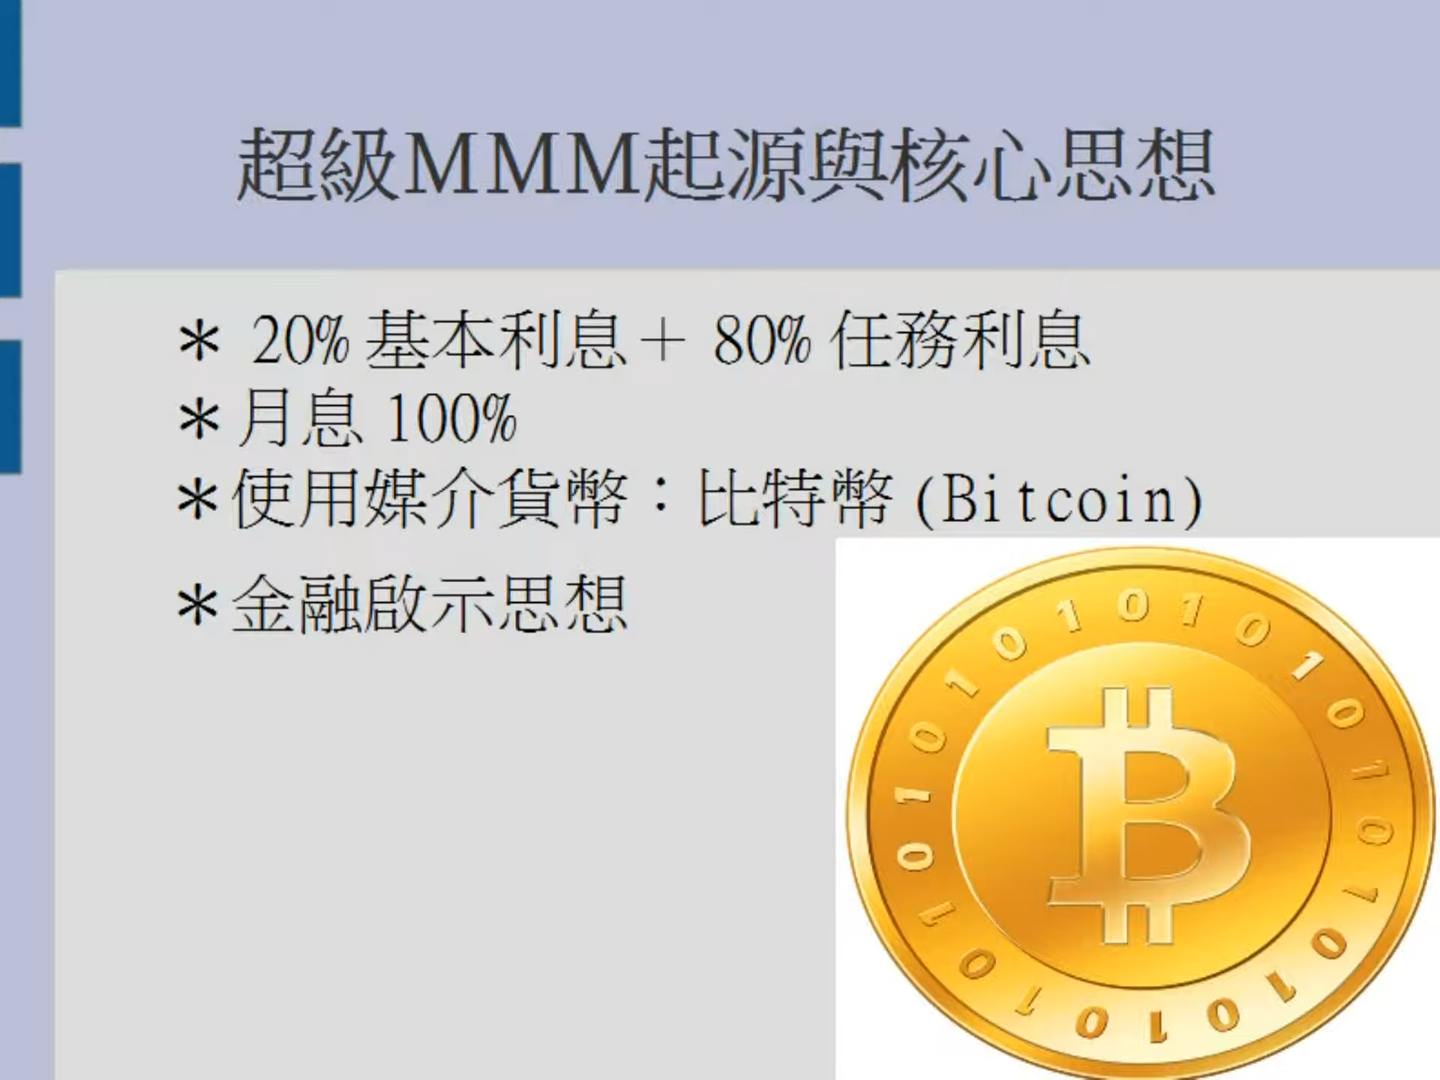 超級MMM起源與核心思想
＊ 20% 基本利息＋ 80% 任務利息
＊月息 100%
＊使用媒介貨幣：比特幣 (Bitcoin)
＊金融啟示思想